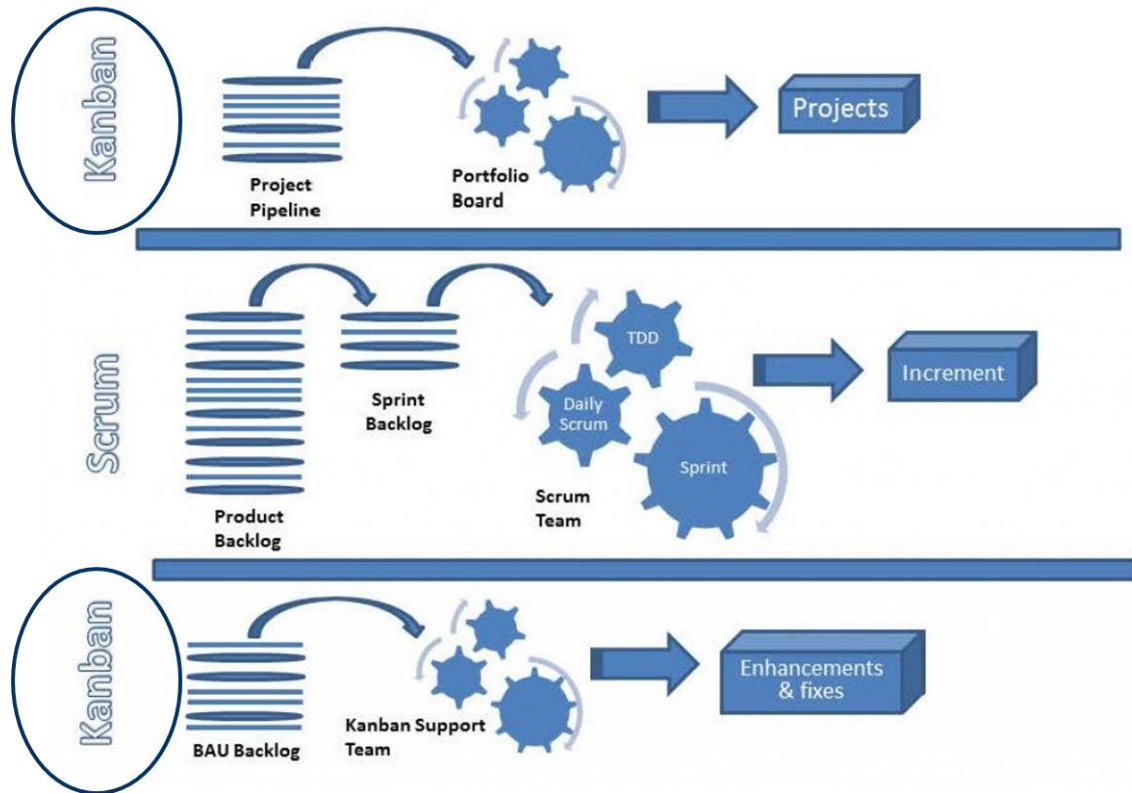 Kanban
Project
Pipeline
Portfolio
Board
Projects
Scrum
Product
Backlog
Sprint
Backlog
TDD
Daily
Scrum
Sprint
Scrum
Team
Increment
Kanban
BAU Backlog
Kanban Support
Team
Enhancements
& fixes